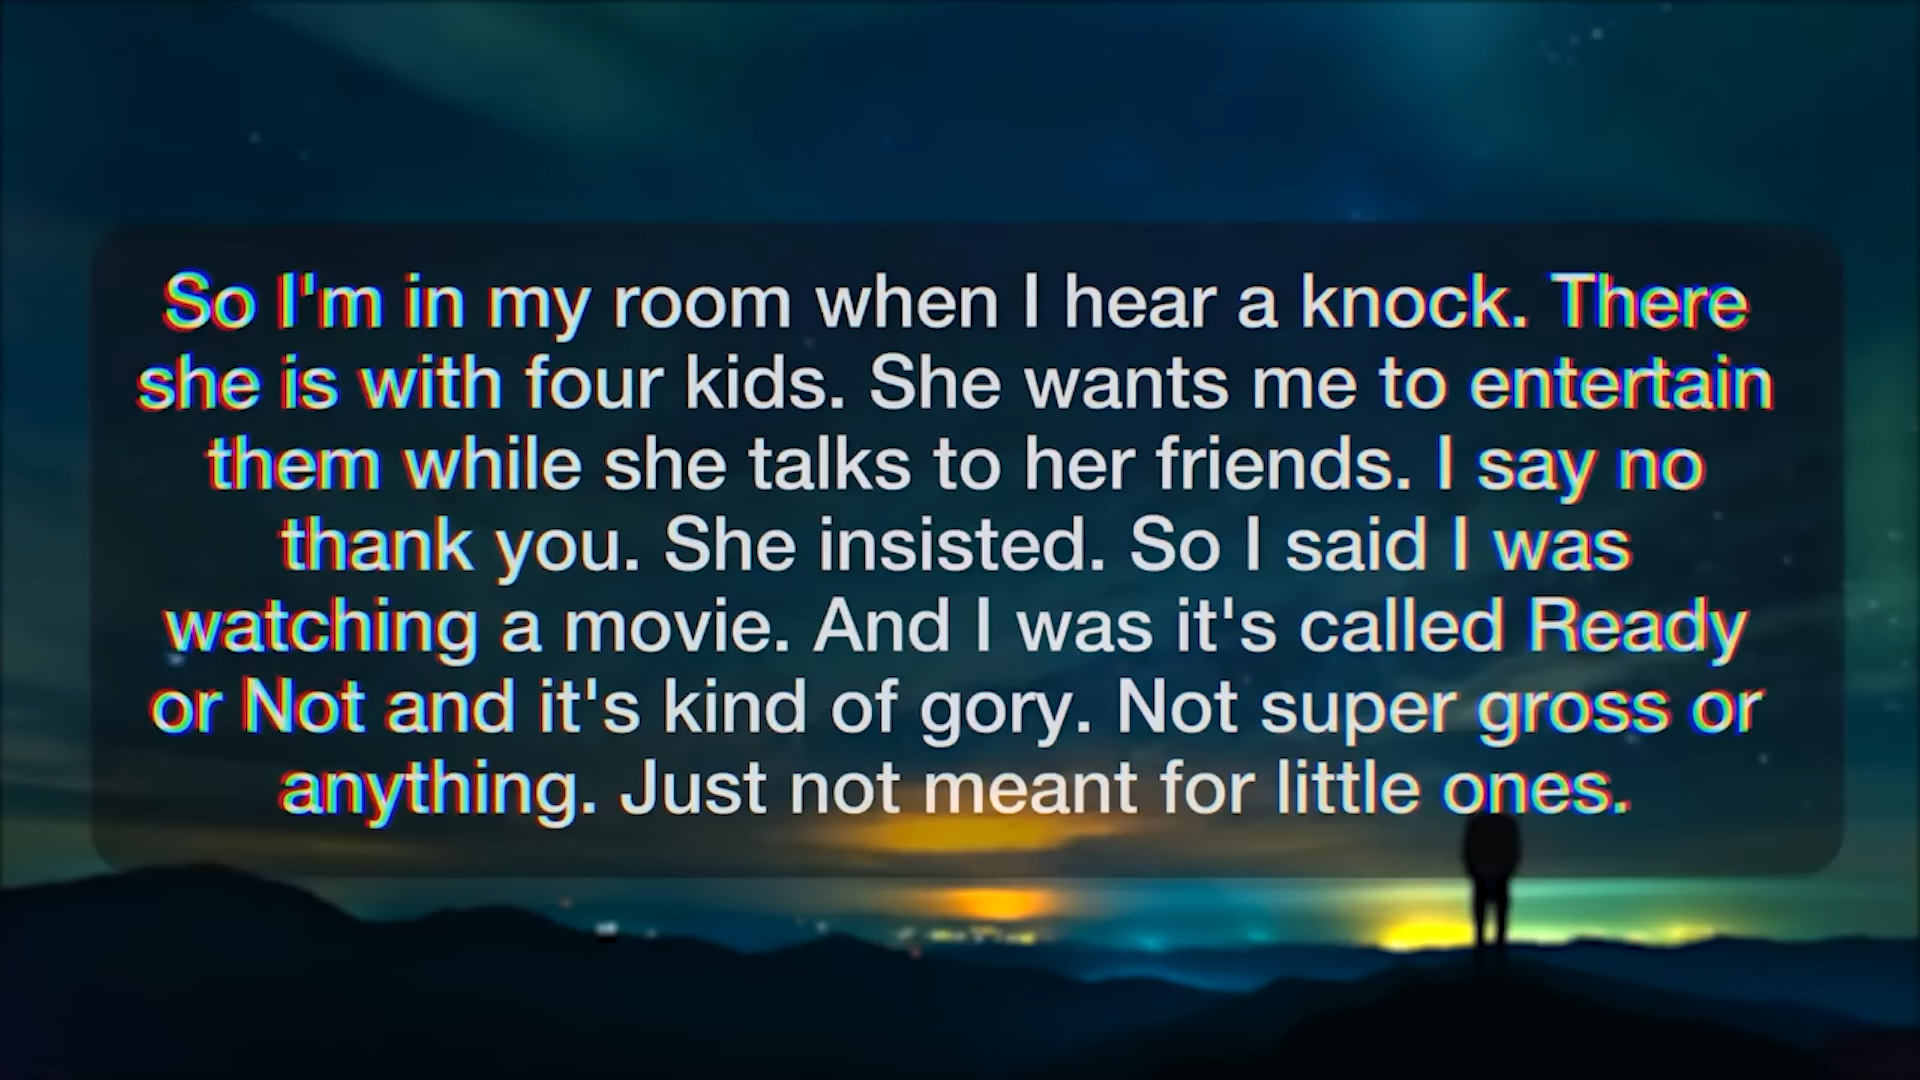 So I'm in my room when I hear a knock. There
she is with four kids. She wants me to entertain
them while she talks to her friends. I say no
thank you. She insisted. So I said I was
watching a movie. And I was it's called Ready
or Not and it's kind of gory. Not super gross or
anything. Just not meant for little ones.